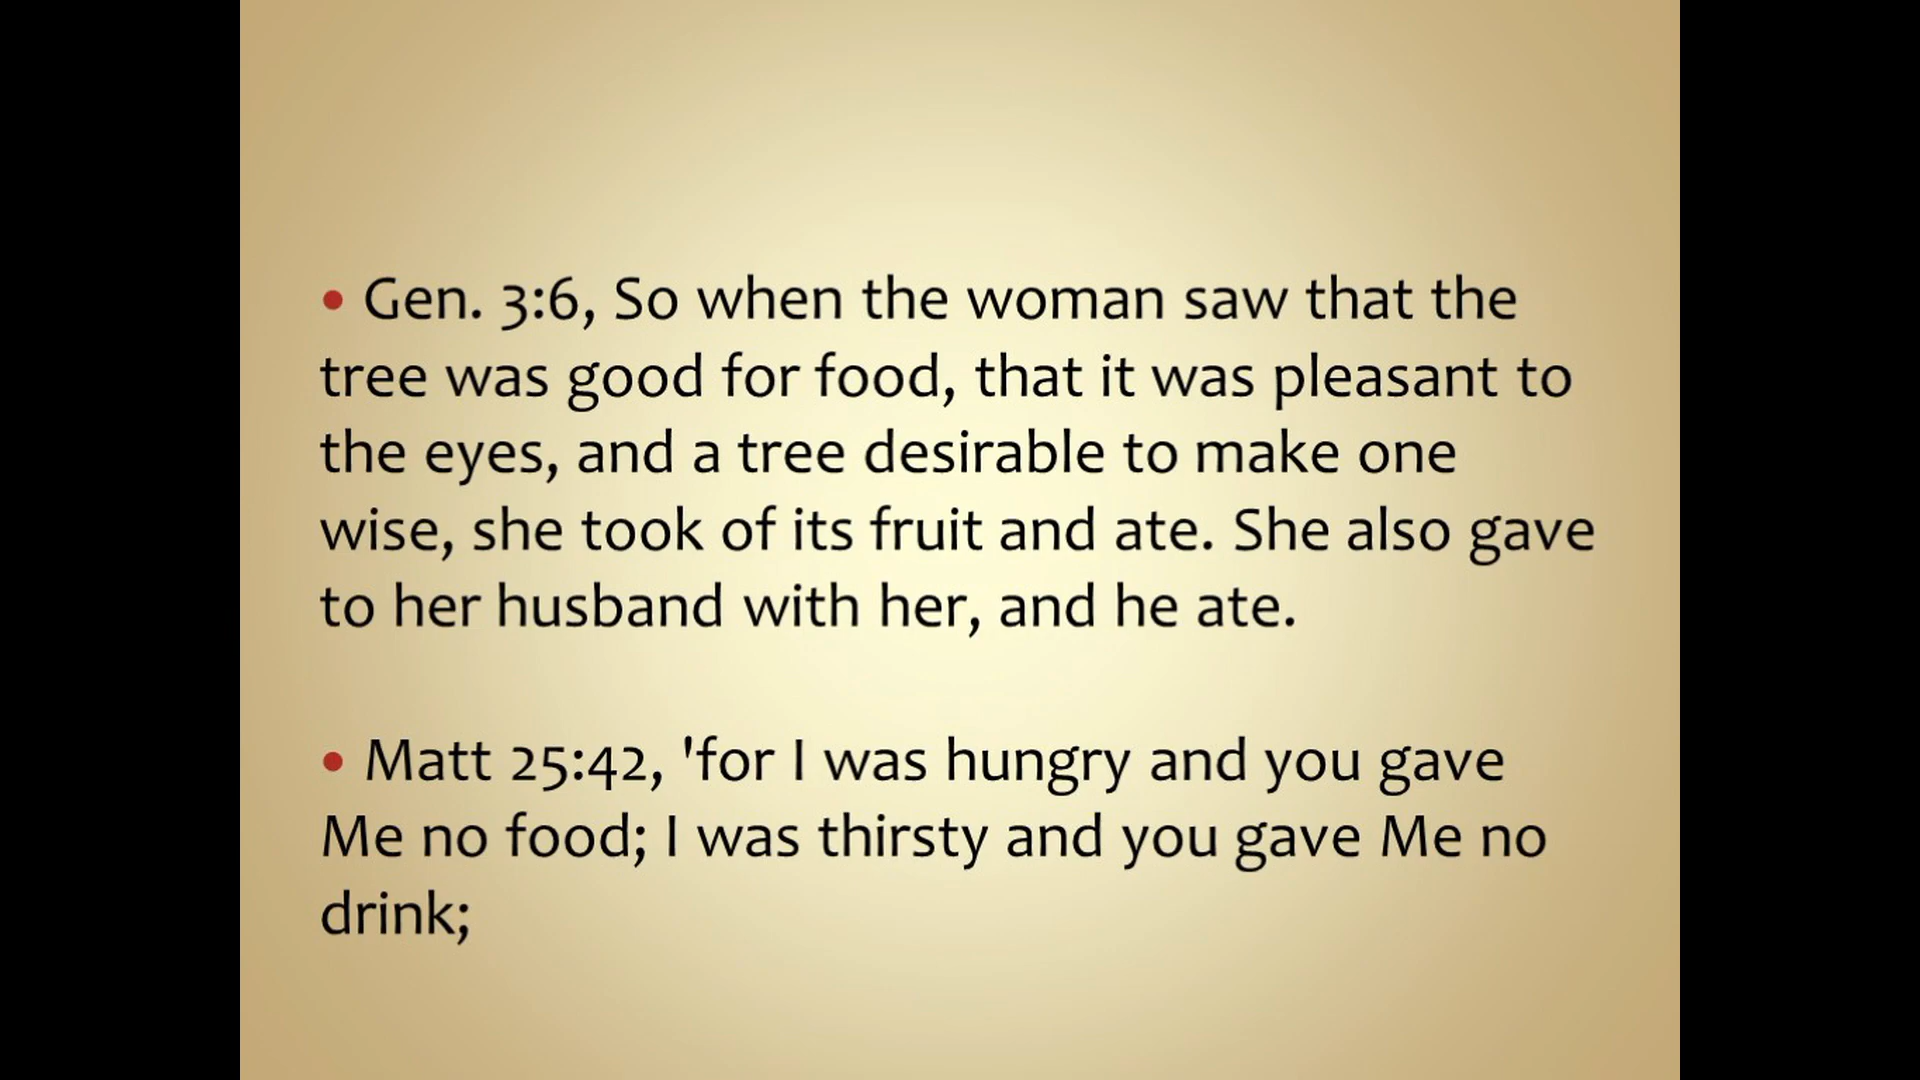 • Gen. 3:6, So when the woman saw that the
tree was good for food, that it was pleasant to
the eyes, and a tree desirable to make one
wise, she took of its fruit and ate. She also gave
to her husband with her, and he ate.
• Matt 25:42, 'for I was hungry and you gave
Me no food; I was thirsty and you gave Me no
drink;